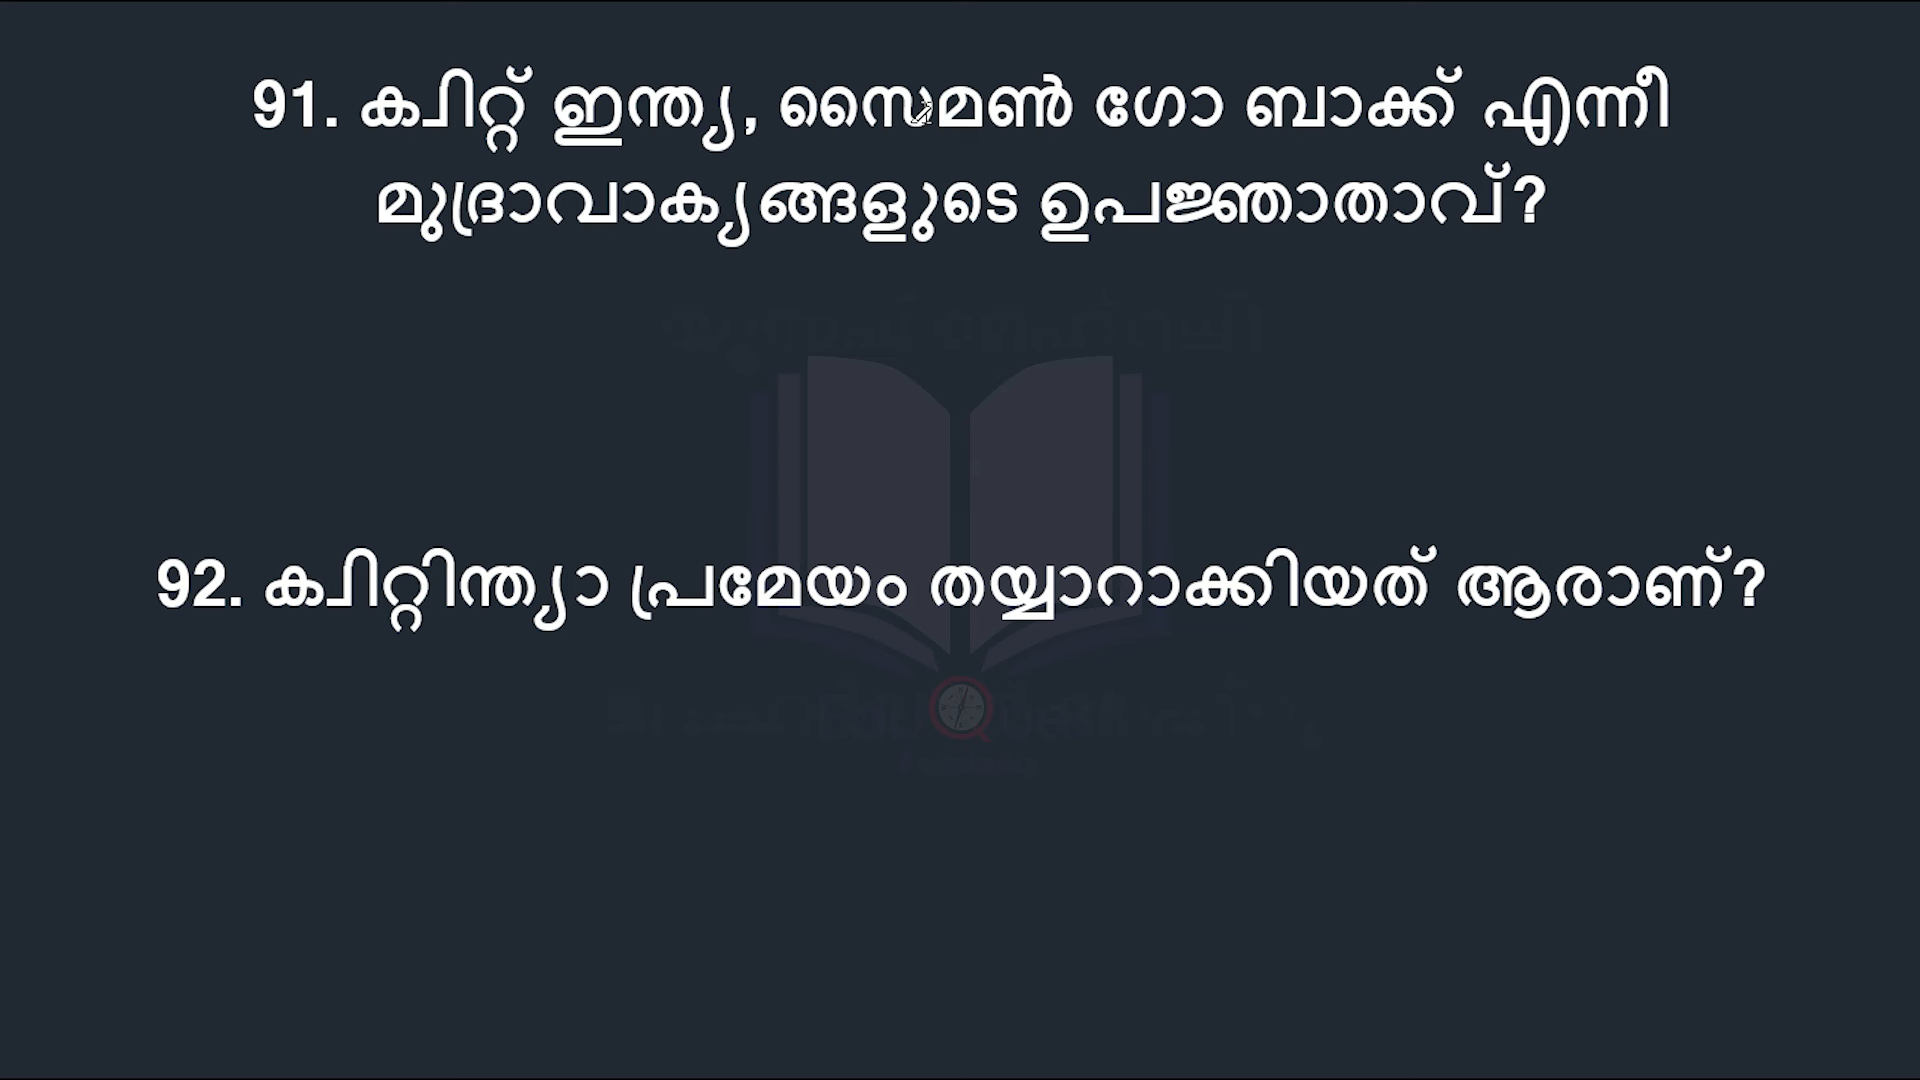 91. ക്വിറ്റ് ഇന്ത്യ, സൈമൺ ഗോ ബാക്ക് എന്നീ
മുദ്രാവാക്യങ്ങളുടെ ഉപജ്ഞാതാവ്?
92. ക്വിറ്റിന്ത്യാ പ്രമേയം തയ്യാറാക്കിയത് ആരാണ്?